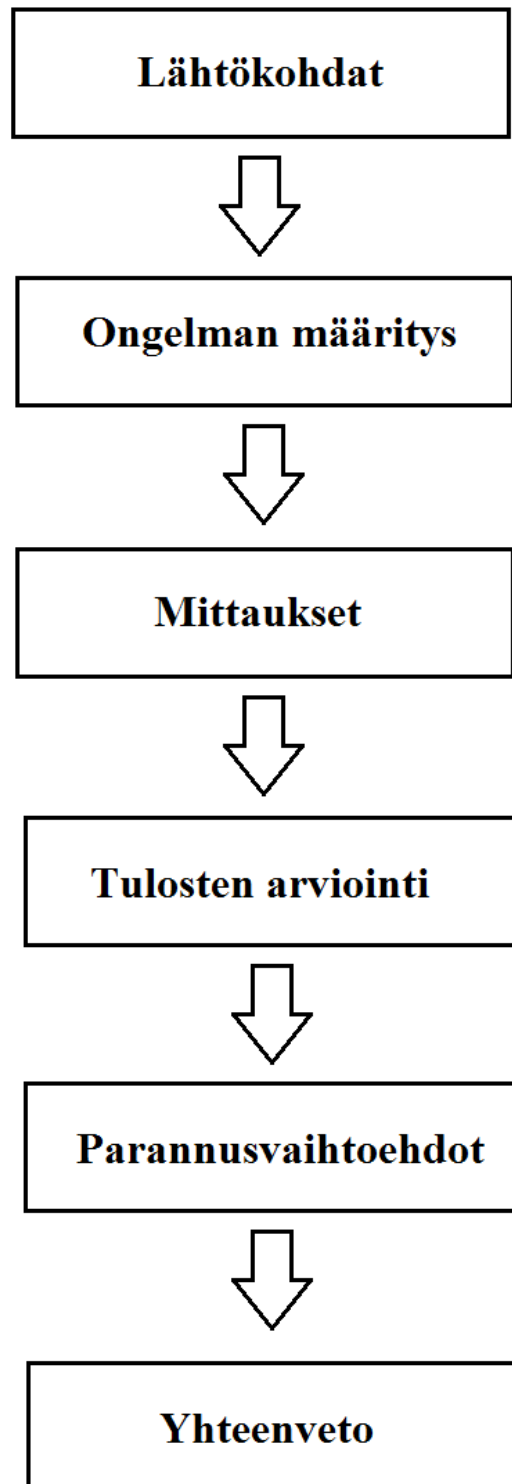 Lähtökohdat
Ongelman määritys
Mittaukset
Tulosten arviointi
Parannusvaihtoehdot
Yhteenveto